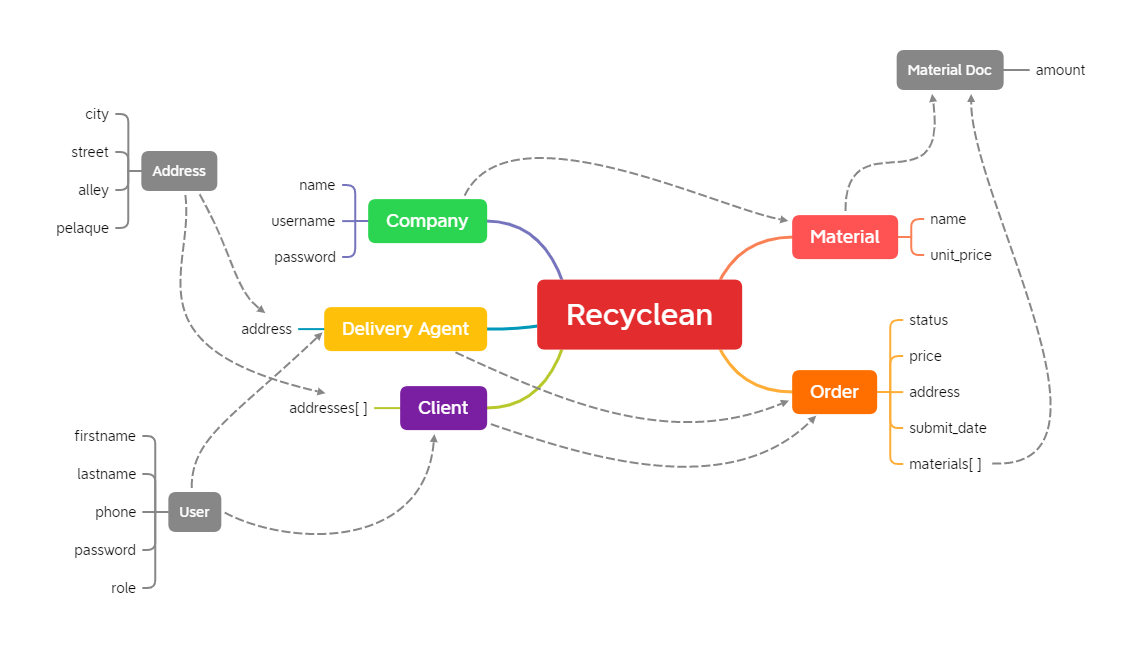 Material Doc
amount
city
street
alley
pelaque
Address
name
username
password
Company
Material
name
unit_price
Recyclean
address
Delivery Agent
addresses[ ]
Client
Order
status
price
address
submit_date
materials[ ]
firstname
lastname
phone
password
role
User